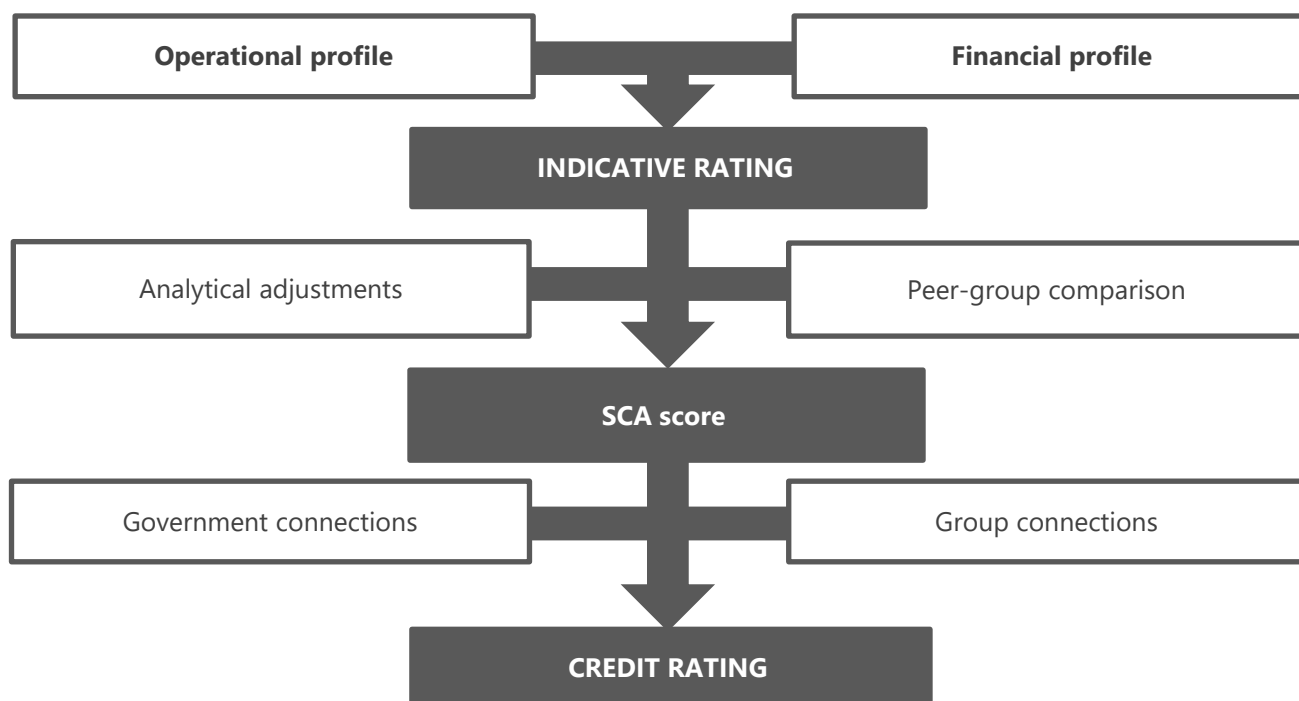 Operational profile
Financial profile
INDICATIVE RATING
Analytical adjustments
Peer-group comparison
SCA score
Government connections
Group connections
CREDIT RATING